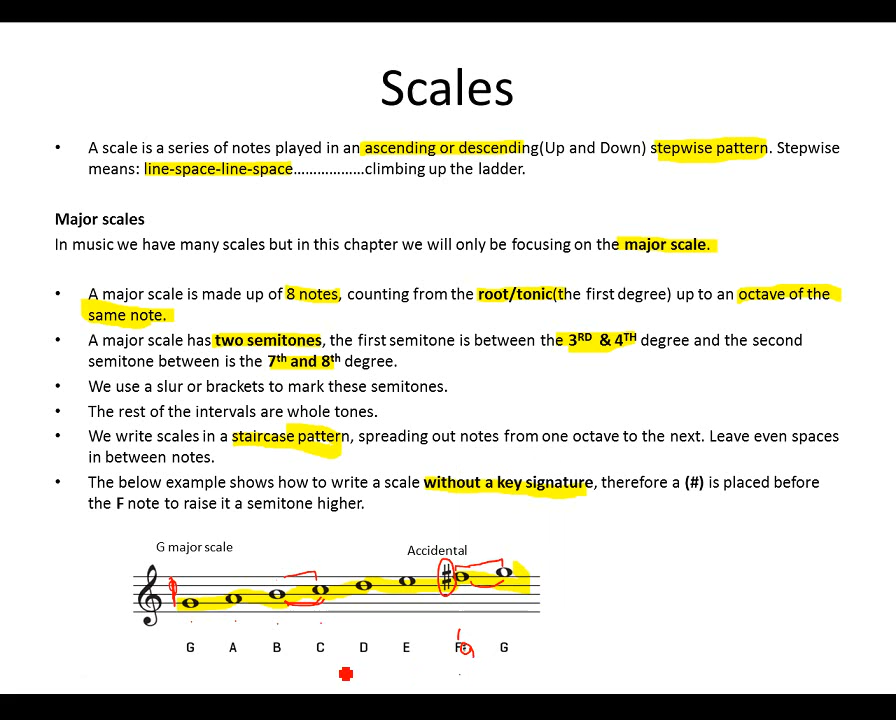 Scales
• A scale is a series of notes played in an ascending or descending(Up and Down) stepwise pattern. Stepwise
means: line-space-line-space………………climbing up the ladder.
Major scales
In music we have many scales but in this chapter we will only be focusing on the major scale.
• A major scale is made up of 8 notes, counting from the root/tonic(the first degree) up to an octave of the
same note.
• A major scale has two semitones, the first semitone is between the 3RD & 4TH degree and the second
semitone between is the 7th and 8th degree.
• We use a slur or brackets to mark these semitones.
• The rest of the intervals are whole tones.
• We write scales in a staircase pattern, spreading out notes from one octave to the next. Leave even spaces
in between notes.
• The below example shows how to write a scale without a key signature, therefore a (#) is placed before
the F note to raise it a semitone higher.
G major scale Accidental
G A B C D E F G